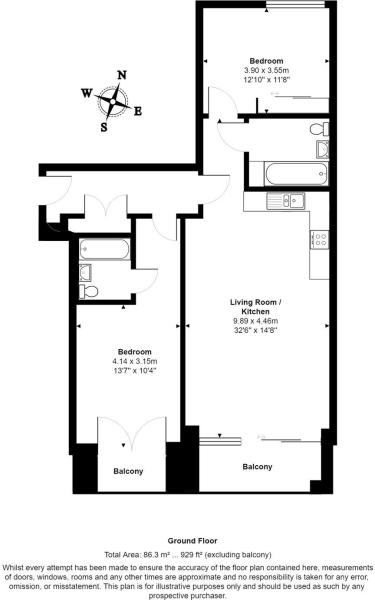 Bedroom
3.90 x 3.55m
12'10" x 11'8"
N
W
E
S
Living Room /
Kitchen
9.89 x 4.46m
32'6" x 14'8"
Bedroom
4.14 x 3.15m
13'7" x 10'4"
Balcony
Balcony
Ground Floor
Total Area: 86.3 m² ... 929 ft² (excluding balcony)
Whilst every attempt has been made to ensure the accuracy of the floor plan contained here, measurements
of doors, windows, rooms and any other times are approximate and no responsibility is taken for any error,
omission, or misstatement. This plan is for illustrative purposes only and should be used as such by any
prospective purchaser.